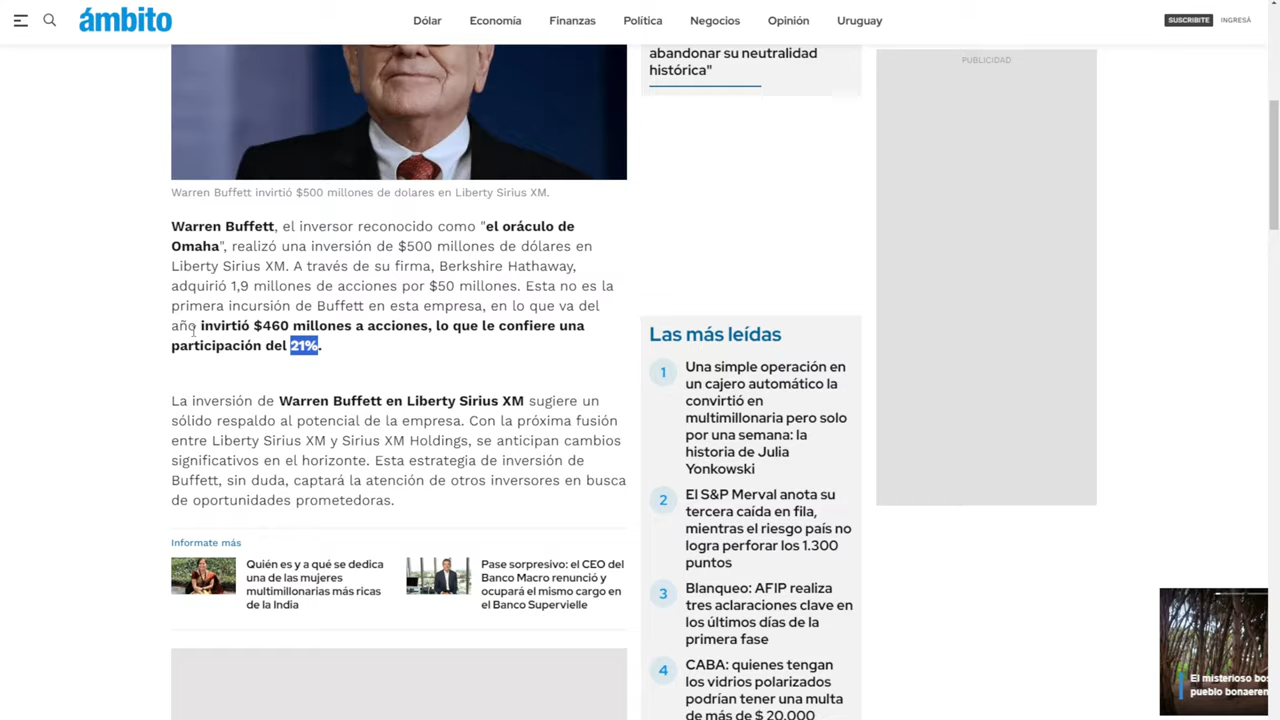 ámbito
Dólar Economía Finanzas Política Negocios Opinión Uruguay
SUSCRIBITE INGRESÁ
Warren Buffett invirtió $500 millones de dolares en Liberty Sirius XM.
Warren Buffett, el inversor reconocido como "el oráculo de
Omaha", realizó una inversión de $500 millones de dólares en
Liberty Sirius XM. A través de su firma, Berkshire Hathaway,
adquirió 1,9 millones de acciones por $50 millones. Esta no es la
primera incursión de Buffett en esta empresa, en lo que va del
año invirtió $460 millones a acciones, lo que le confiere una
participación del 21%.
La inversión de Warren Buffett en Liberty Sirius XM sugiere un
sólido respaldo al potencial de la empresa. Con la próxima fusión
entre Liberty Sirius XM y Sirius XM Holdings, se anticipan cambios
significativos en el horizonte. Esta estrategia de inversión de
Buffett, sin duda, captará la atención de otros inversores en busca
de oportunidades prometedoras.
Informate más
Quién es y a qué se dedica
una de las mujeres
multimillonarias más ricas
de la India
Pase sorpresivo: el CEO del
Banco Macro renunció y
ocupará el mismo cargo en
el Banco Supervielle
abandonar su neutralidad
histórica"
Las más leídas
1
Una simple operación en
un cajero automático la
convirtió en
multimillonaria pero solo
por una semana: la
historia de Julia
Yonkowski
2
El S&P Merval anota su
tercera caída en fila,
mientras el riesgo país no
logra perforar los 1.300
puntos
3
Blanqueo: AFIP realiza
tres aclaraciones clave en
los últimos días de la
primera fase
4
CABA: quienes tengan
los vidrios polarizados
podrían tener una multa
de más de $ 20.000
PUBLICIDAD
El misterioso bos
pueblo bonaeren